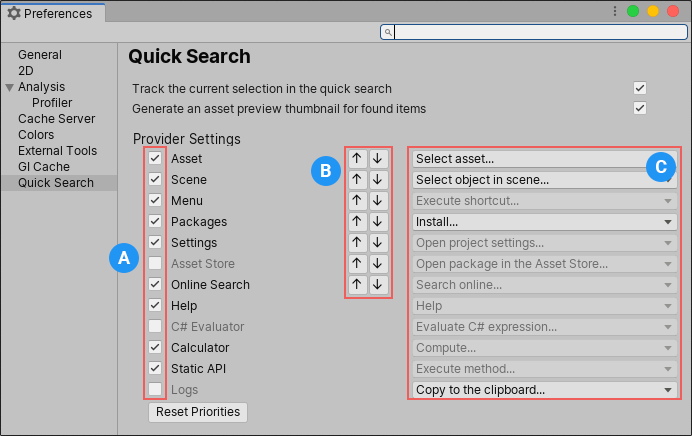 Preferences
General
2D
Analysis
Profiler
Cache Server
Colors
External Tools
GI Cache
Quick Search
Quick Search
Track the current selection in the quick search
Generate an asset preview thumbnail for found items
Provider Settings
Asset Select asset...
Scene Select object in scene...
Menu Execute shortcut...
Packages Install...
Settings Open project settings...
Asset Store Open package in the Asset Store...
Online Search Search online...
Help Help
C# Evaluator Evaluate C# expression...
Calculator Compute...
Static API Execute method...
Logs Copy to the clipboard...
Reset Priorities
A
B
C